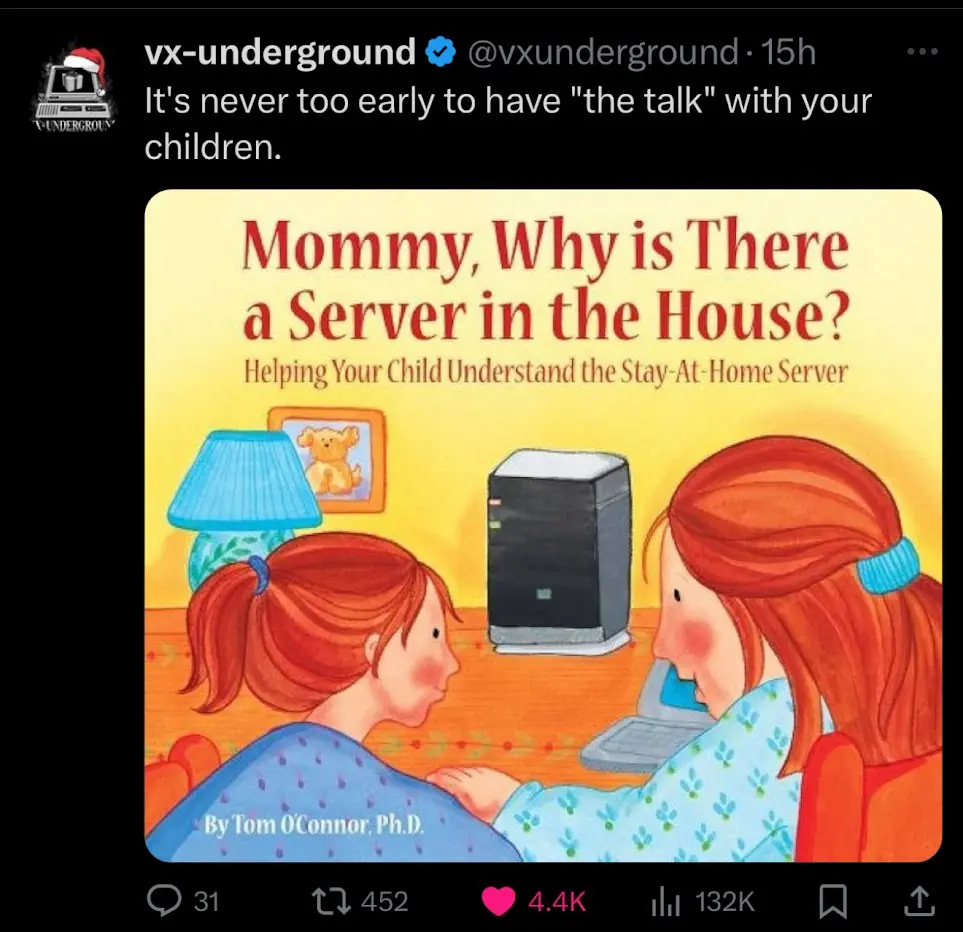 vx-underground @vxunderground · 15h
It's never too early to have "the talk" with your
children.
V-UNDERGROUN
Mommy, Why is There
a Server in the House?
Helping Your Child Understand the Stay-At-Home Server
By Tom O'Connor, Ph.D.
31 452 4.4K 132K